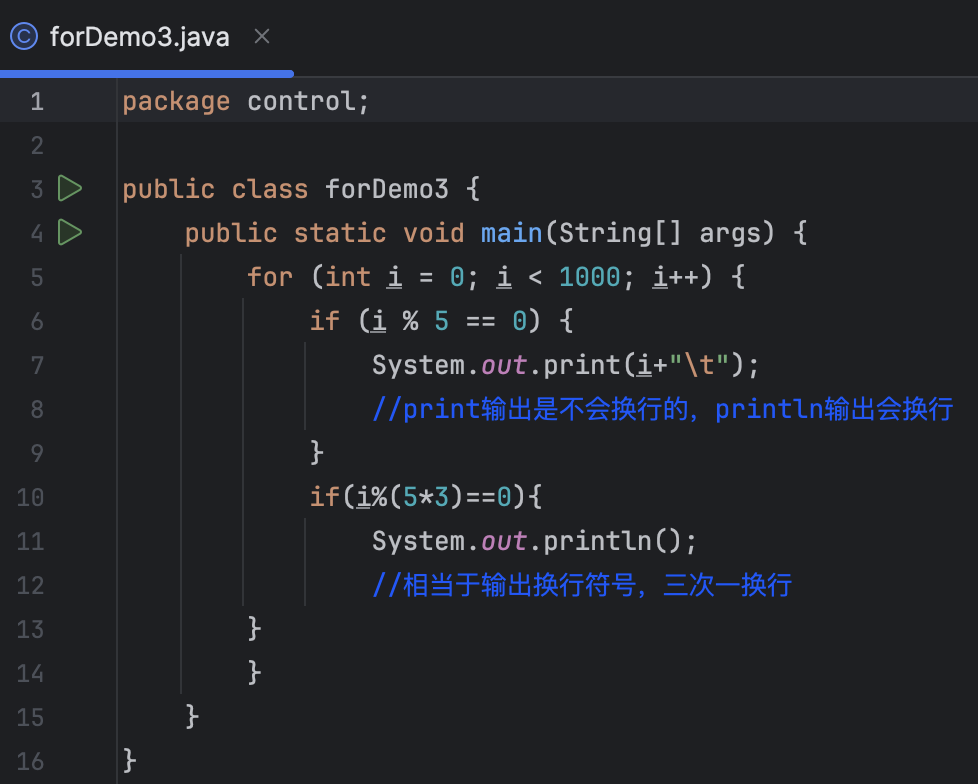 forDemo3.java
1 package control;
2
3 public class forDemo3 {
4 public static void main(String[] args) {
5 for (int i = 0; i < 1000; i++) {
6 if (i % 5 == 0) {
7 System.out.print(i+"\t");
8 //print输出是不会换行的，println输出会换行
9 }
10 if(i%(5*3)==0){
11 System.out.println();
12 //相当于输出换行符号，三次一换行
13 }
14 }
15 }
16 }